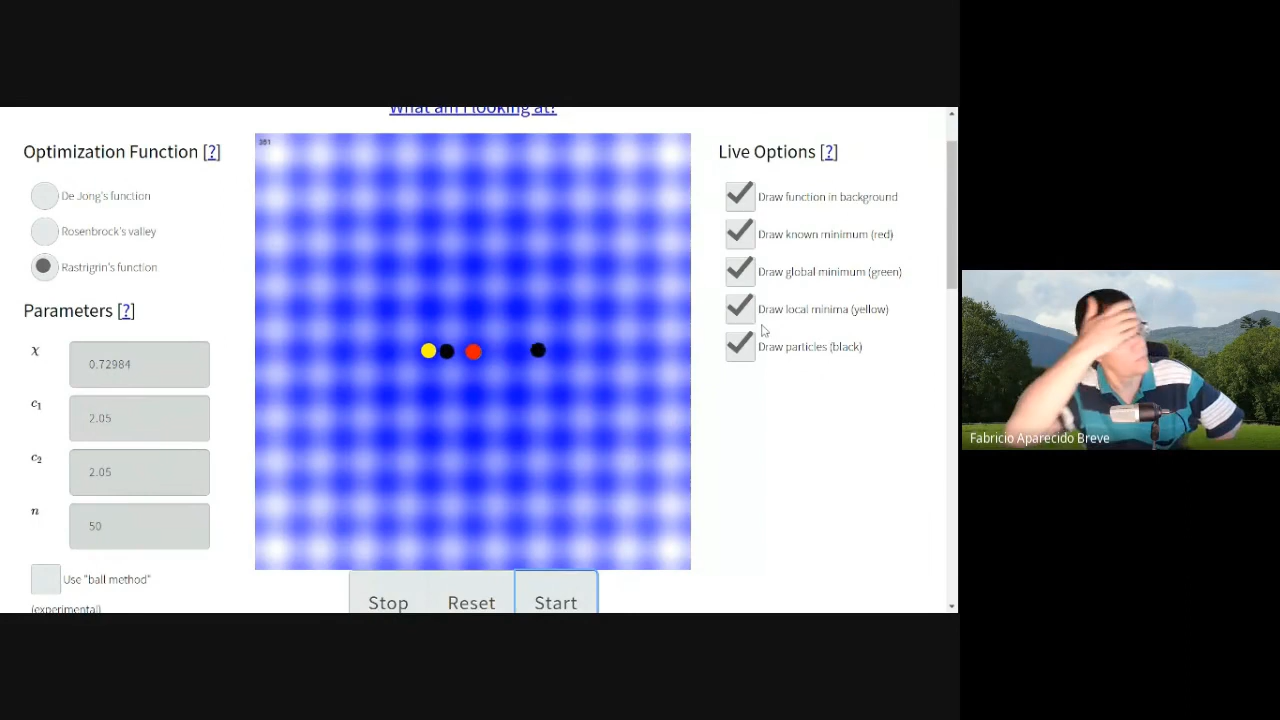 What am I looking at?
Optimization Function [?]
De Jong's function
Rosenbrock's valley
Rastrigrin's function
Parameters [?]
χ
0.72984
c1
2.05
c2
2.05
n
50
Use "ball method"
(experimental)
381
Stop
Reset
Start
Live Options [?]
Draw function in background
Draw known minimum (red)
Draw global minimum (green)
Draw local minima (yellow)
Draw particles (black)
Fabricio Aparecido Breve